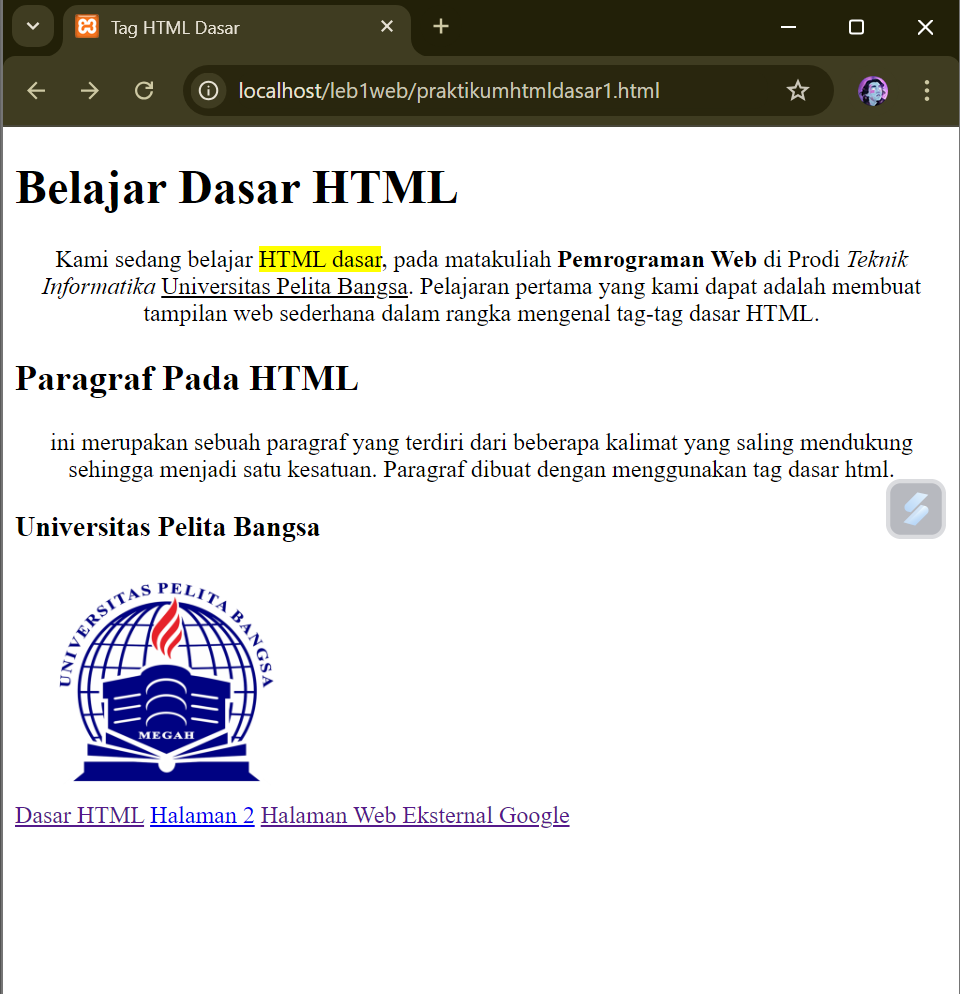 Tag HTML Dasar
localhost/leb1web/praktikumhtmldasar1.html
Belajar Dasar HTML
Kami sedang belajar HTML dasar, pada matakuliah Pemrograman Web di Prodi Teknik
Informatika Universitas Pelita Bangsa. Pelajaran pertama yang kami dapat adalah membuat
tampilan web sederhana dalam rangka mengenal tag-tag dasar HTML.
Paragraf Pada HTML
ini merupakan sebuah paragraf yang terdiri dari beberapa kalimat yang saling mendukung
sehingga menjadi satu kesatuan. Paragraf dibuat dengan menggunakan tag dasar html.
Universitas Pelita Bangsa
UNIVERSITAS PELITA BANGSA
MEGAH
Dasar HTML Halaman 2 Halaman Web Eksternal Google